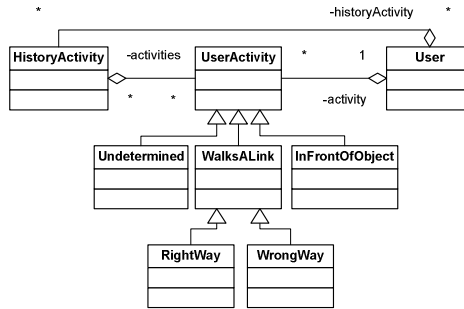 * -historyActivity *
HistoryActivity -activities UserActivity * 1 User
* * -activity
Undetermined WalksALink InFrontOfObject
RightWay WrongWay